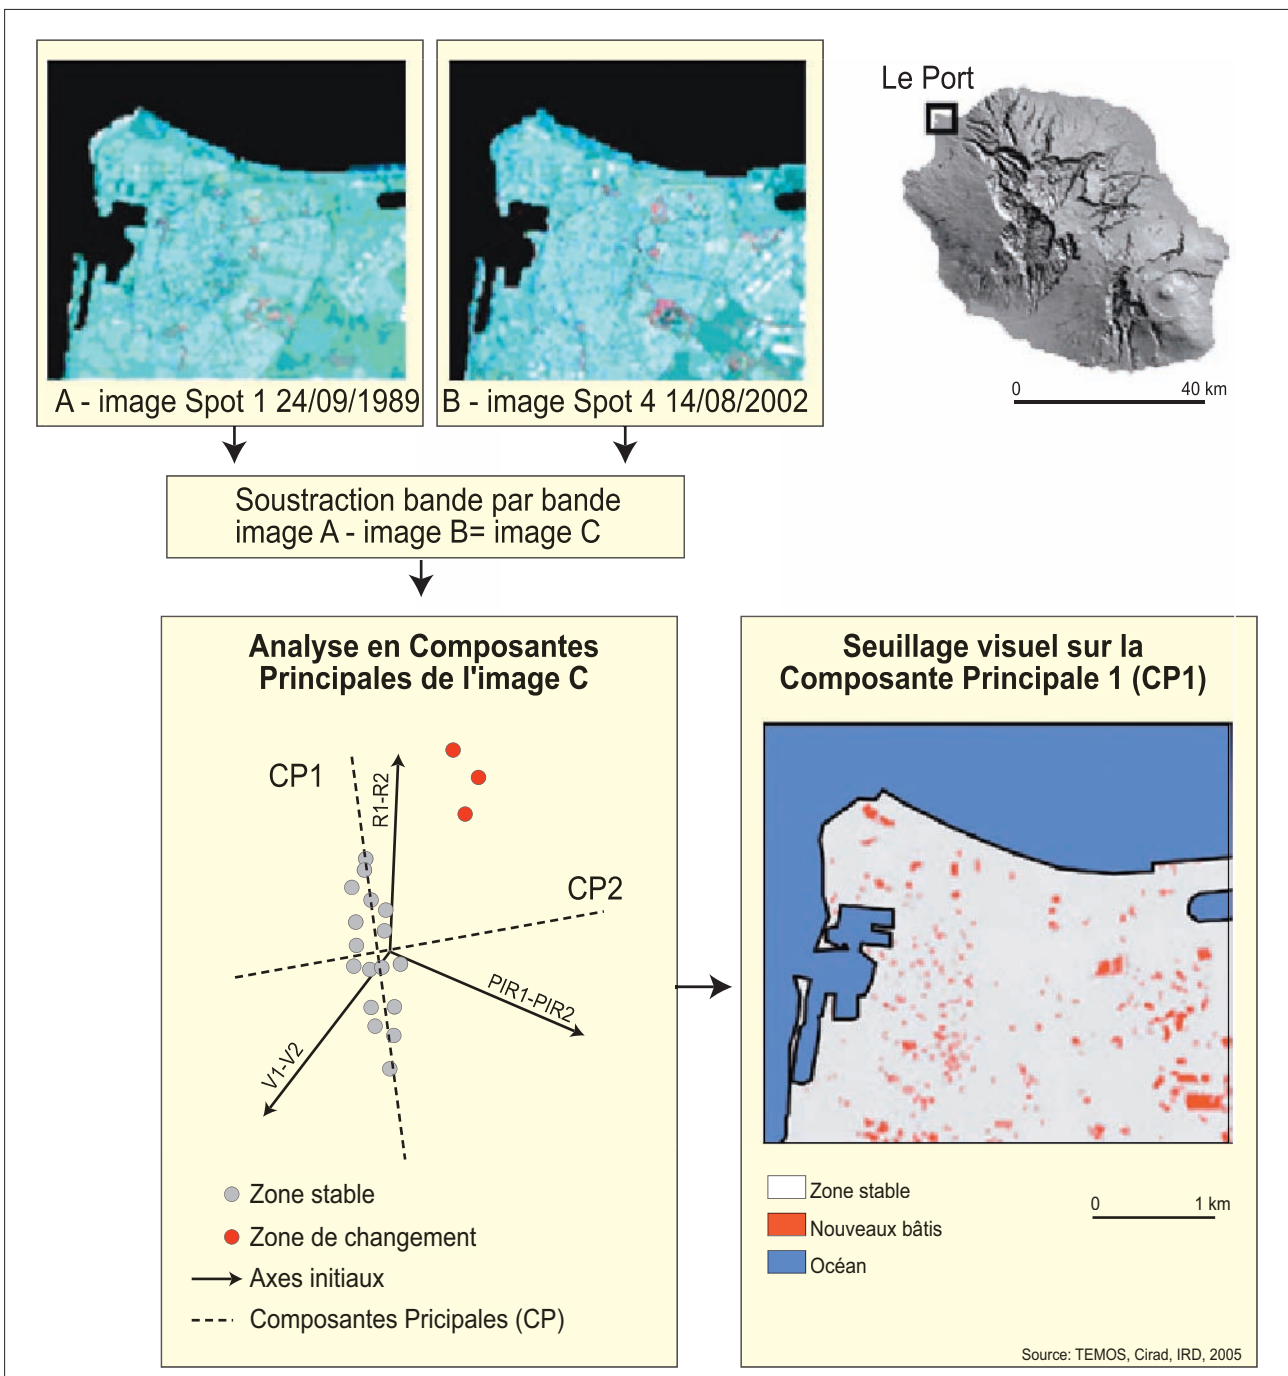 Le Port
0 40 km
A - image Spot 1 24/09/1989
B - image Spot 4 14/08/2002
Soustraction bande par bande
image A - image B= image C
Analyse en Composantes
Principales de l'image C
CP1
R1-R2
CP2
PIR1-PIR2
V1-V2
Zone stable
Zone de changement
Axes initiaux
Composantes Pricipales (CP)
Seuillage visuel sur la
Composante Principale 1 (CP1)
Zone stable
Nouveaux bâtis
Océan
0 1 km
Source: TEMOS, Cirad, IRD, 2005